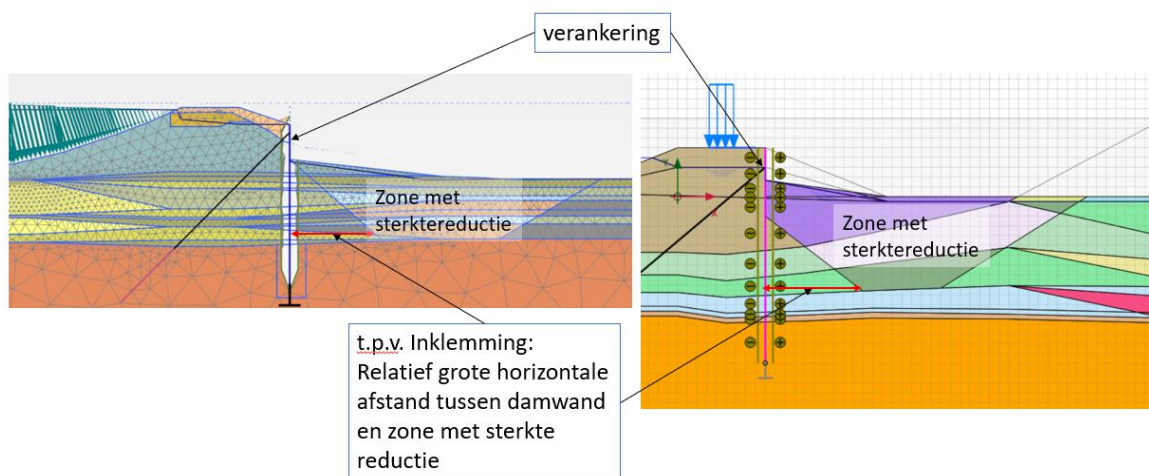 verankering
Zone met
sterktereductie
Zone met
sterktereductie
t.p.v. Inklemming:
Relatief grote horizontale
afstand tussen damwand
en zone met sterkte
reductie